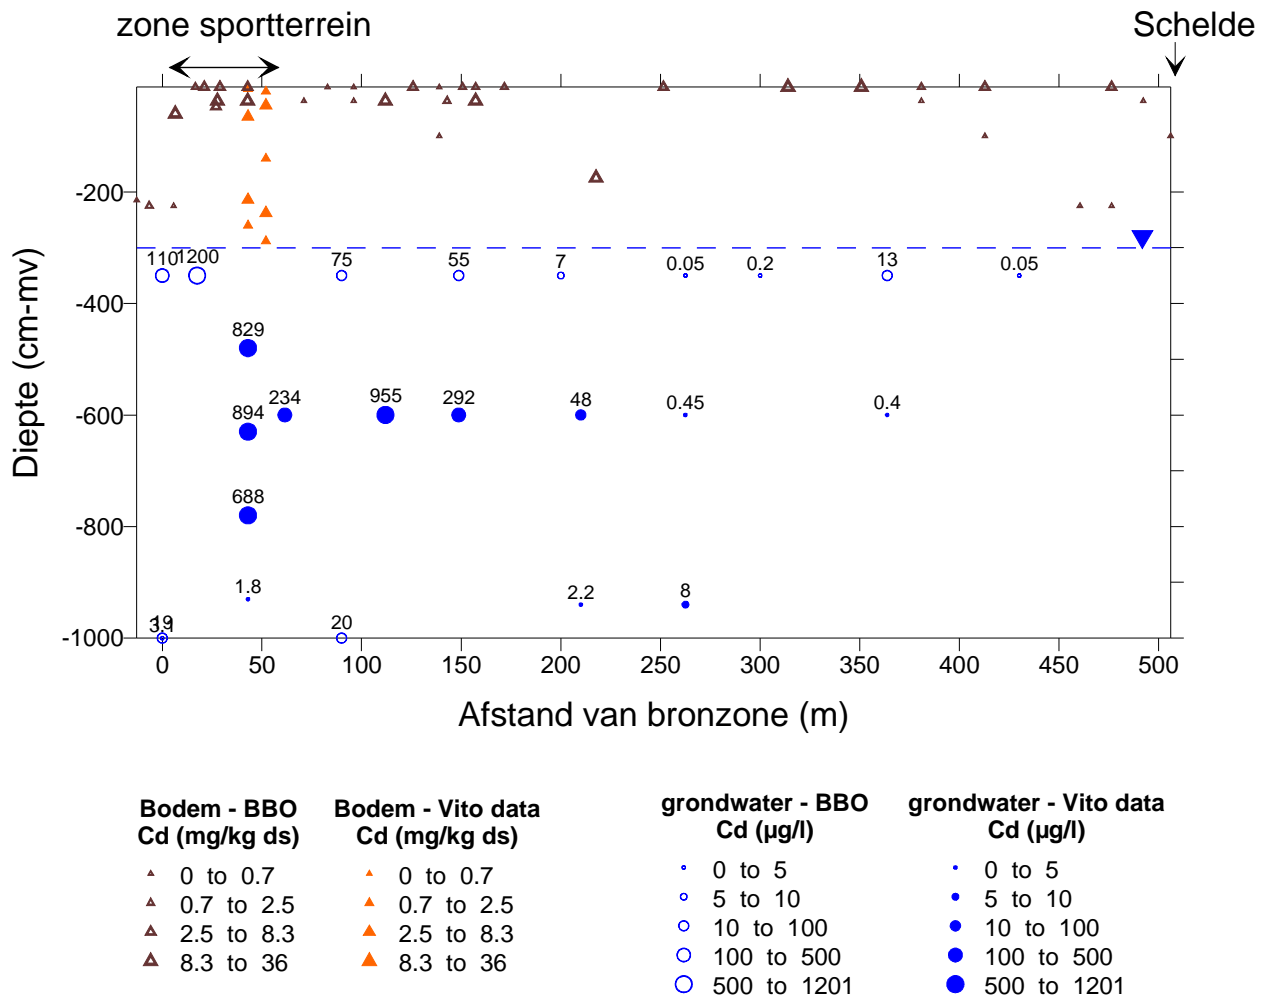 zone sportterrein
Schelde
Diepte (cm-mv)
-200
-400
-600
-800
-1000
110
1200
75
55
7
0.05
0.2
13
0.05
829
234
955
292
48
0.45
0.4
894
688
1.8
2.2
8
19
3.1
20
0 50 100 150 200 250 300 350 400 450 500
Afstand van bronzone (m)
Bodem - BBO
Cd (mg/kg ds)
0 to 0.7
0.7 to 2.5
2.5 to 8.3
8.3 to 36
Bodem - Vito data
Cd (mg/kg ds)
0 to 0.7
0.7 to 2.5
2.5 to 8.3
8.3 to 36
grondwater - BBO
Cd (µg/l)
0 to 5
5 to 10
10 to 100
100 to 500
500 to 1201
grondwater - Vito data
Cd (µg/l)
0 to 5
5 to 10
10 to 100
100 to 500
500 to 1201